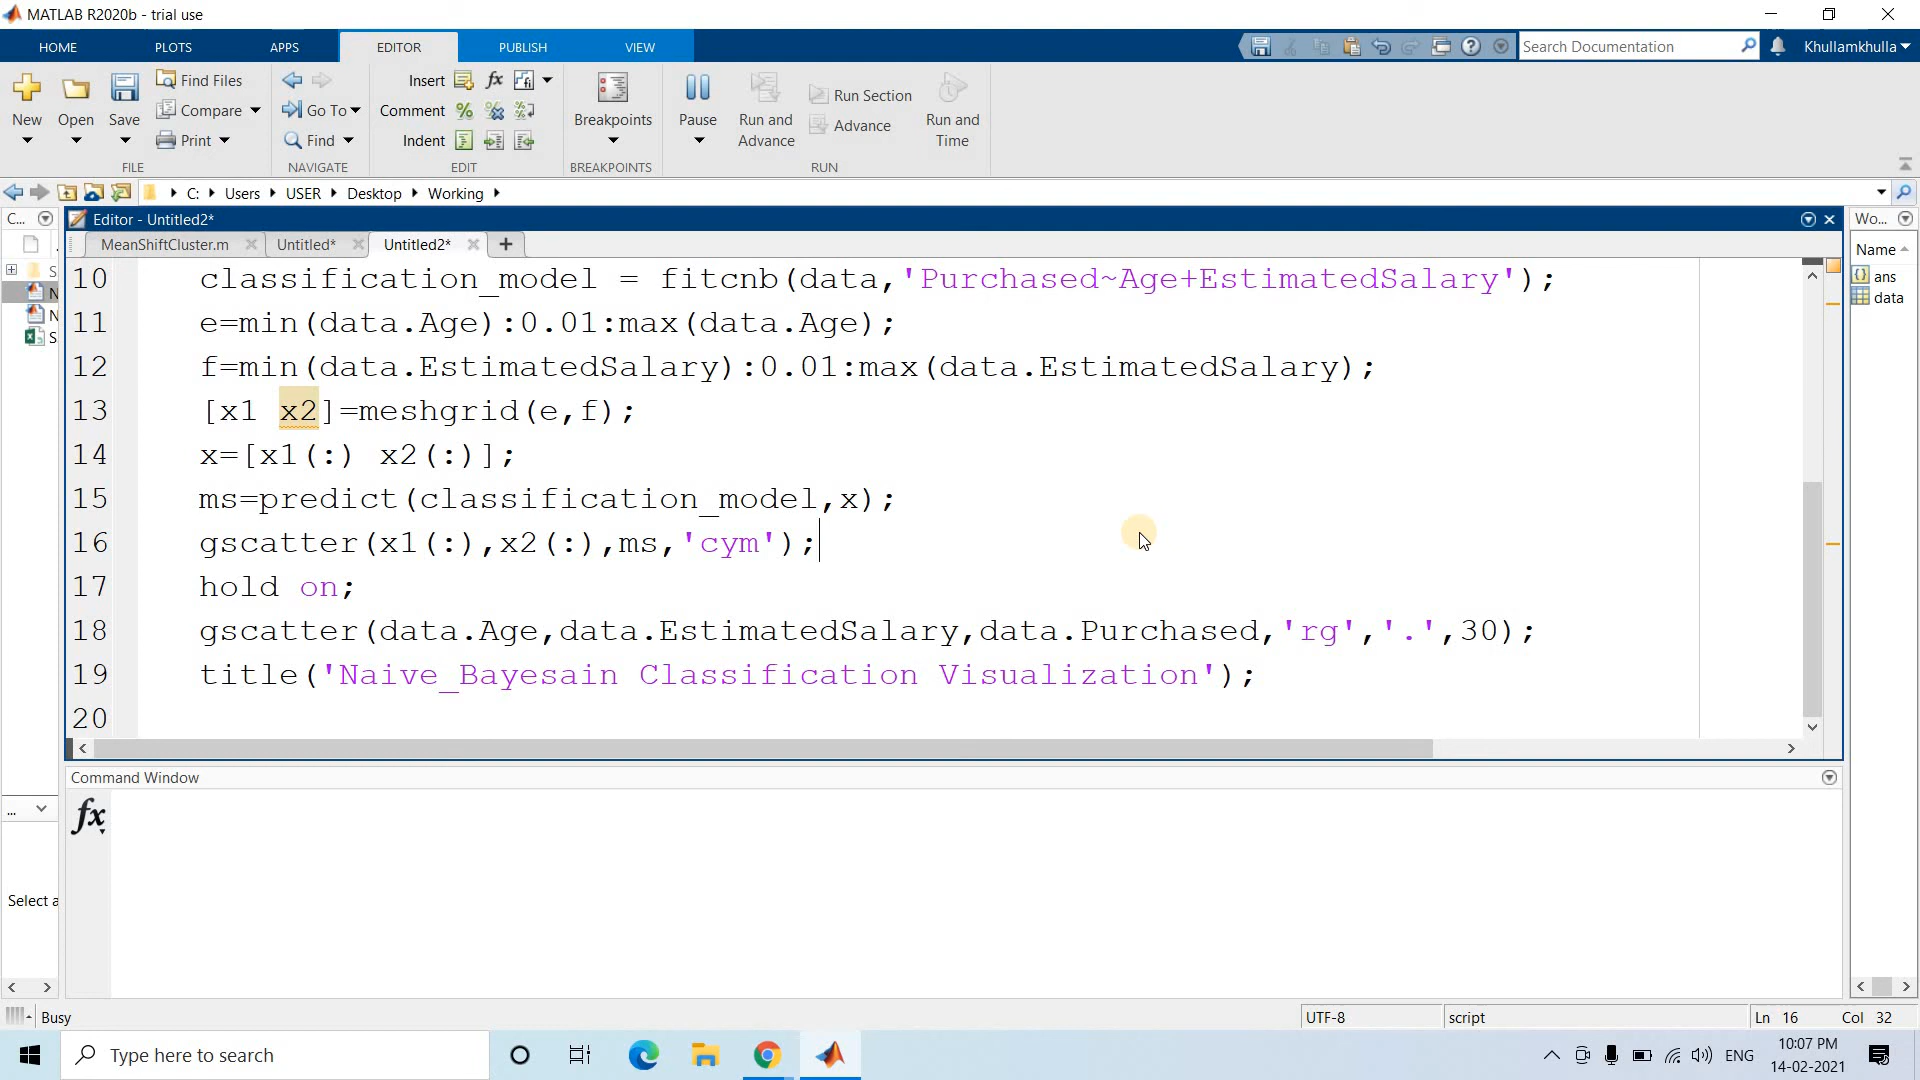 MATLAB R2020b - trial use
HOME PLOTS APPS EDITOR PUBLISH VIEW
Search Documentation
Khullamkhulla
New Open Save
Find Files
Compare
Print
FILE
Go To
Find
NAVIGATE
Insert fx
Comment
Indent
EDIT
Breakpoints
BREAKPOINTS
Pause
Run and Advance
Run Section
Advance
Run and Time
RUN
C: Users USER Desktop Working
C...
Editor - Untitled2*
Wo...
MeanShiftCluster.m Untitled* Untitled2*
Name
ans
data
10 classification_model = fitcnb(data,'Purchased~Age+EstimatedSalary');
11 e=min(data.Age):0.01:max(data.Age);
12 f=min(data.EstimatedSalary):0.01:max(data.EstimatedSalary);
13 [x1 x2]=meshgrid(e,f);
14 x=[x1(:) x2(:)];
15 ms=predict(classification_model,x);
16 gscatter(x1(:),x2(:),ms,'cym');
17 hold on;
18 gscatter(data.Age,data.EstimatedSalary,data.Purchased,'rg','.',30);
19 title('Naive_Bayesain Classification Visualization');
20
Command Window
fx
...
Select a
Busy
UTF-8
script
Ln 16 Col 32
Type here to search
ENG
10:07 PM
14-02-2021